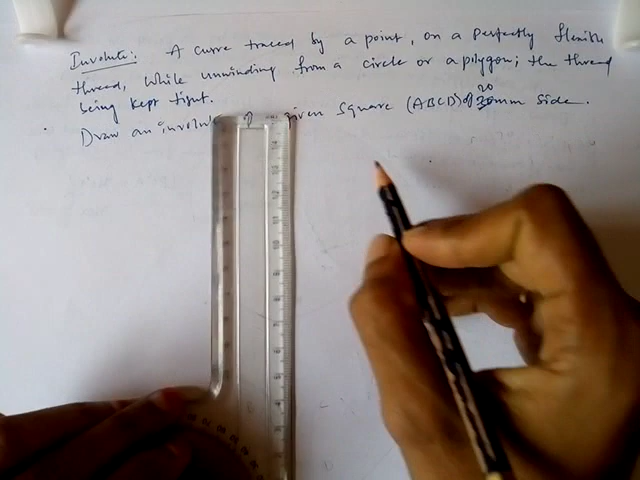 Involute: A curve traced by a point, on a perfectly flexible
thread, while unwinding from a circle or a polygon; the thread
being kept tight.
20
Draw an involute of given Square (ABCD) of mm side.